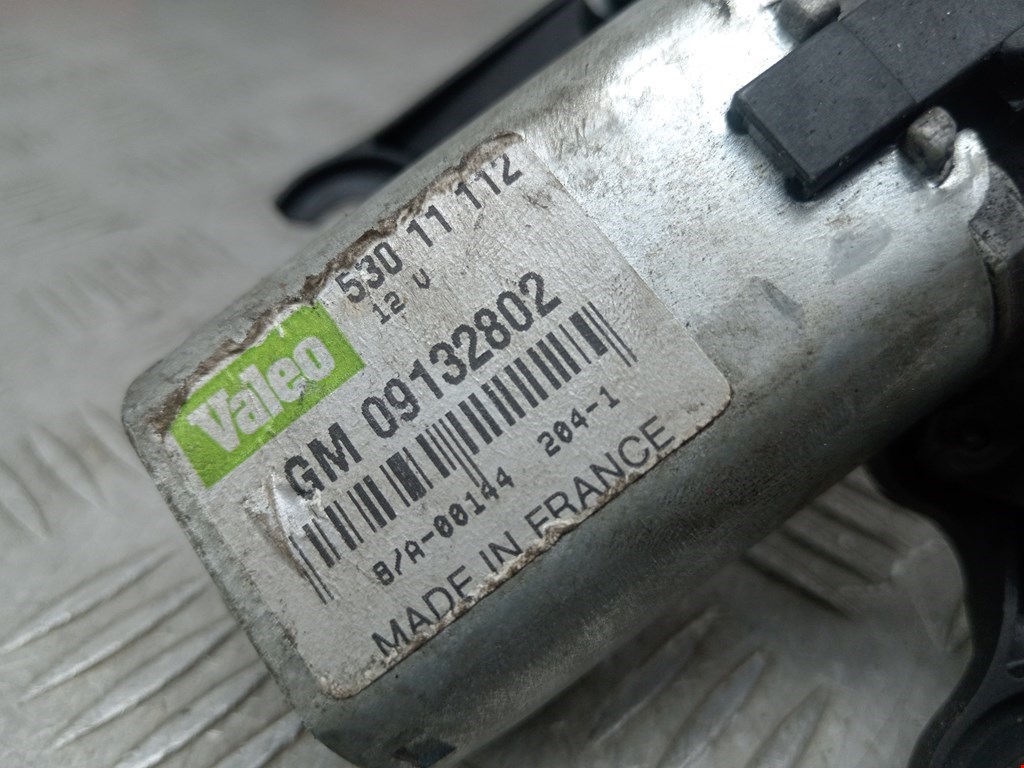 Valeo
530 11 112
12 V
GM 09132802
B/A-00144 204-1
MADE IN FRANCE